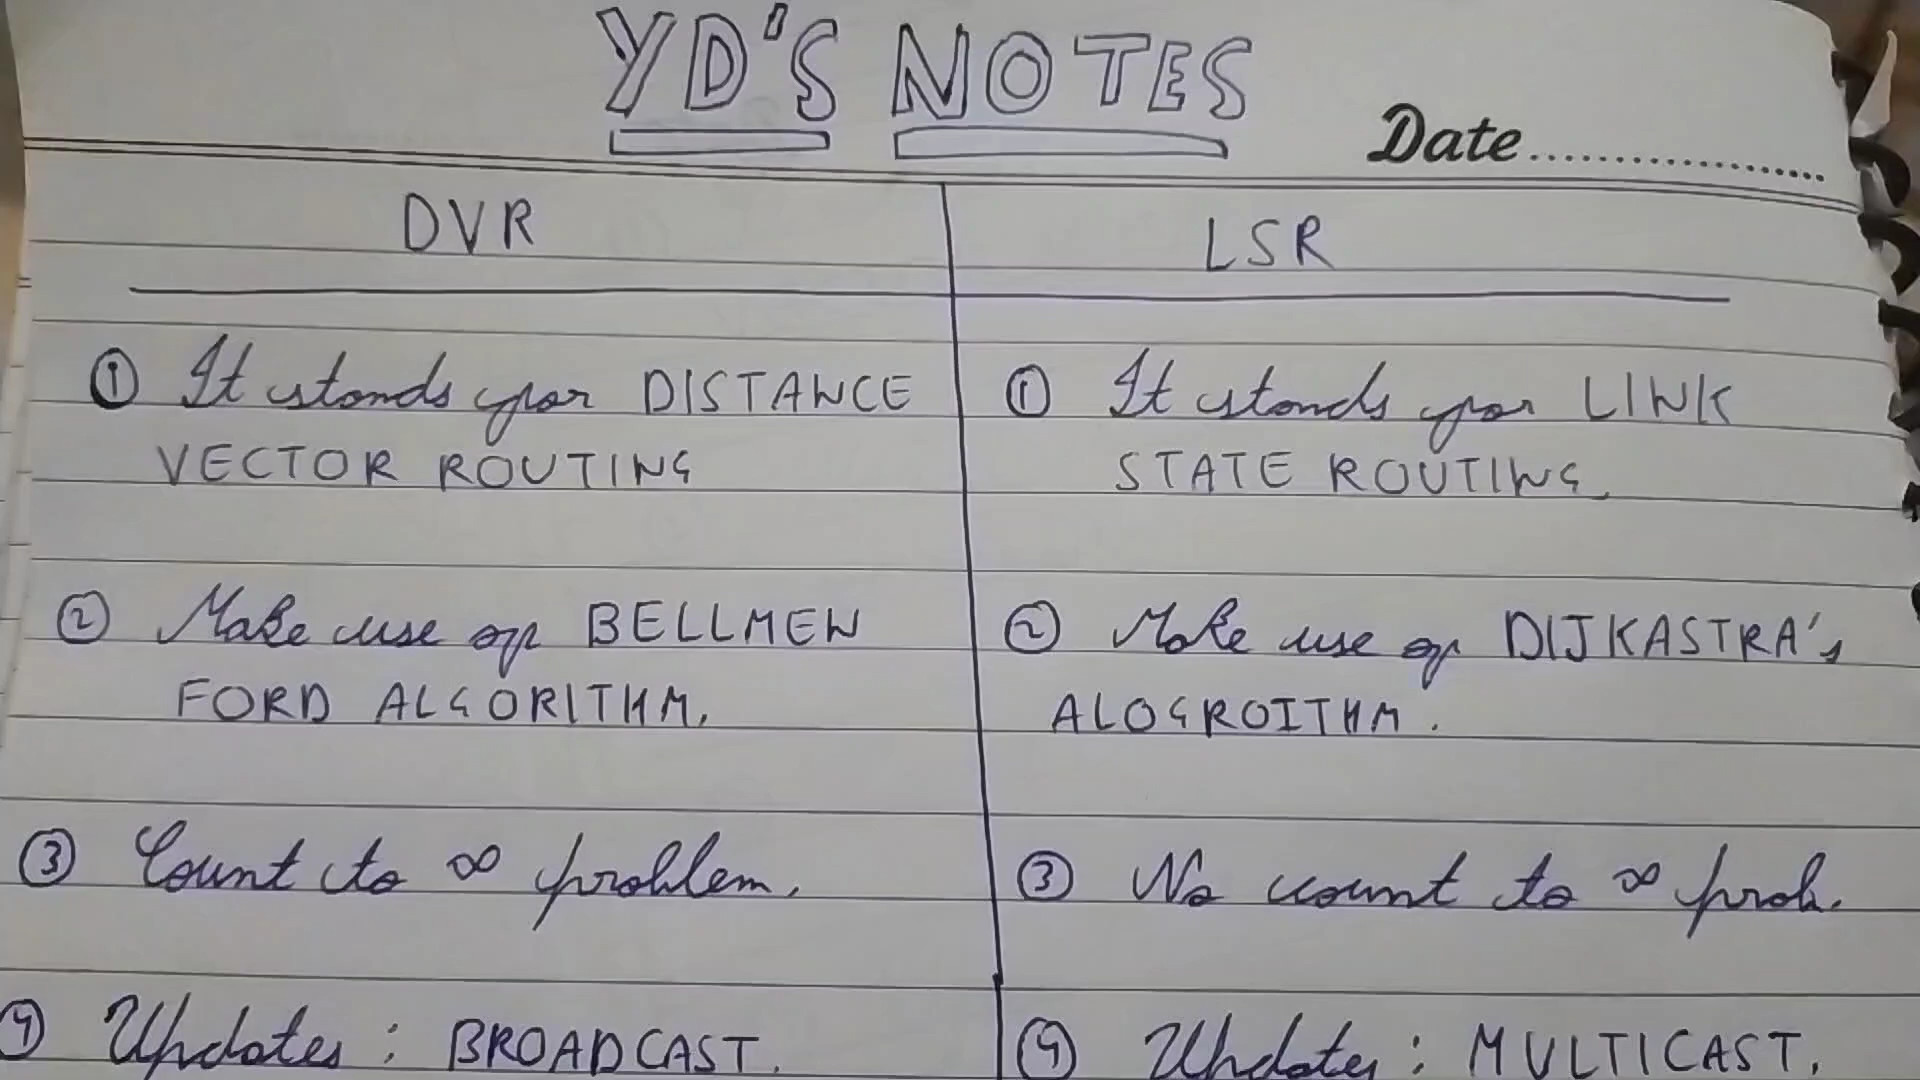 YD'S NOTES
Date..................
DVR
① It stands for DISTANCE
VECTOR ROUTING
② Make use of BELLMEN
FORD ALGORITHM.
③ Count to ∞ problem.
④ Updates : BROADCAST.
LSR
① It stands for LINK
STATE ROUTING.
② Make use of DIJKASTRA's
ALOGROITHM.
③ No count to ∞ prob.
④ Updates : MULTICAST.